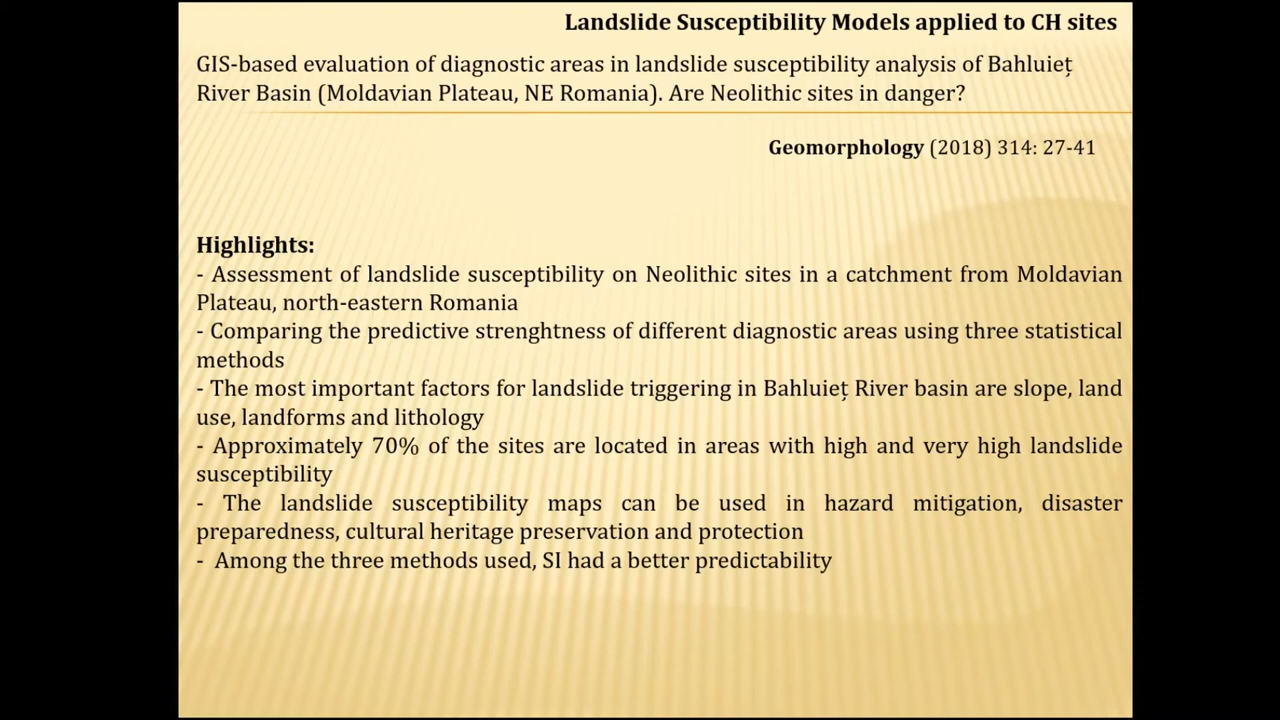 Landslide Susceptibility Models applied to CH sites
GIS-based evaluation of diagnostic areas in landslide susceptibility analysis of Bahluieț
River Basin (Moldavian Plateau, NE Romania). Are Neolithic sites in danger?
Geomorphology (2018) 314: 27-41
Highlights:
- Assessment of landslide susceptibility on Neolithic sites in a catchment from Moldavian
Plateau, north-eastern Romania
- Comparing the predictive strenghtness of different diagnostic areas using three statistical
methods
- The most important factors for landslide triggering in Bahluieț River basin are slope, land
use, landforms and lithology
- Approximately 70% of the sites are located in areas with high and very high landslide
susceptibility
- The landslide susceptibility maps can be used in hazard mitigation, disaster
preparedness, cultural heritage preservation and protection
- Among the three methods used, SI had a better predictability